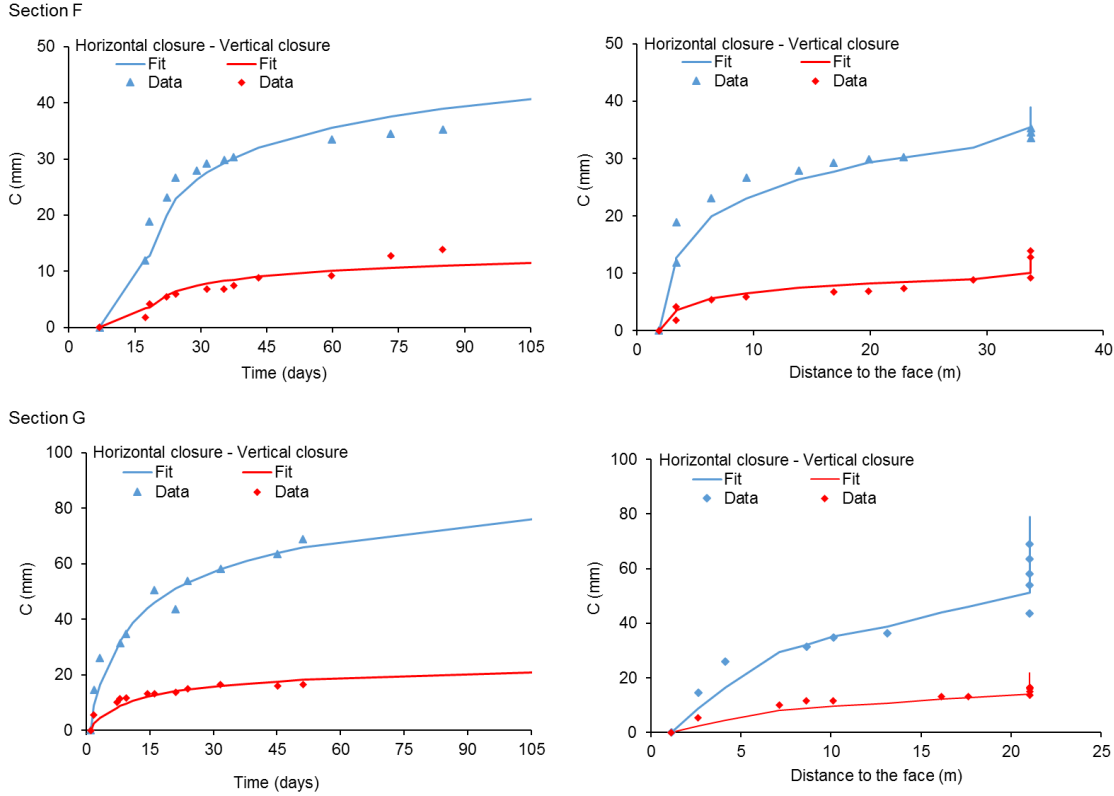 Section F
Horizontal closure - Vertical closure
Fit Fit
Data Data
50
40
30
20
10
0
C (mm)
0 15 30 45 60 75 90 105
Time (days)
Horizontal closure - Vertical closure
Fit Fit
Data Data
50
40
30
20
10
0
C (mm)
0 10 20 30 40
Distance to the face (m)
Section G
Horizontal closure - Vertical closure
Fit Fit
Data Data
100
80
60
40
20
0
C (mm)
0 15 30 45 60 75 90 105
Time (days)
Horizontal closure - Vertical closure
Fit Fit
Data Data
100
80
60
40
20
0
C (mm)
0 5 10 15 20 25
Distance to the face (m)